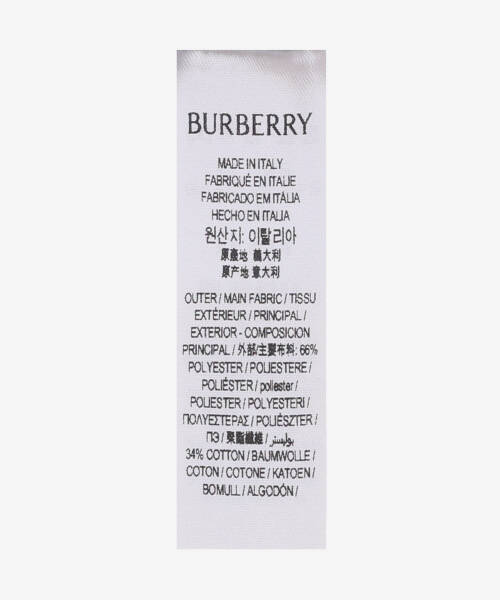 BURBERRY
MADE IN ITALY
FABRIQUÉ EN ITALIE
FABRICADO EM ITÁLIA
HECHO EN ITALIA
원산지: 이탈리아
原產地 義大利
原产地 意大利
OUTER / MAIN FABRIC / TISSU
EXTÉRIEUR / PRINCIPAL /
EXTERIOR - COMPOSICION
PRINCIPAL / 外部/主要布料: 66%
POLYESTER / POLIESTERE /
POLIÉSTER / poliester /
POLIESTER / POLYESTERI /
ΠΟΛΥΕΣΤΕΡΑΣ / POLIÉSZTER /
ПЭ / 聚酯纖維 / بوليستر /
34% COTTON / BAUMWOLLE /
COTON / COTONE / KATOEN /
BOMULL / ALGODÓN /